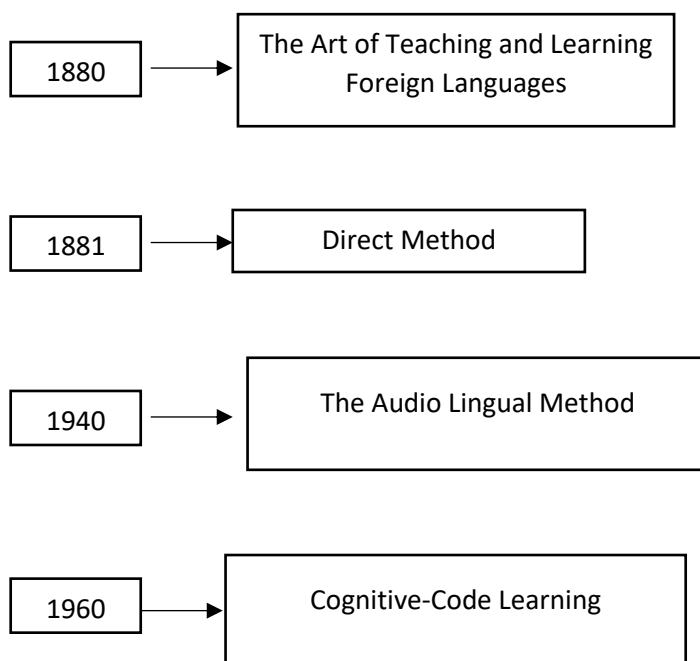 1880
The Art of Teaching and Learning
Foreign Languages
1881
Direct Method
1940
The Audio Lingual Method
1960
Cognitive-Code Learning